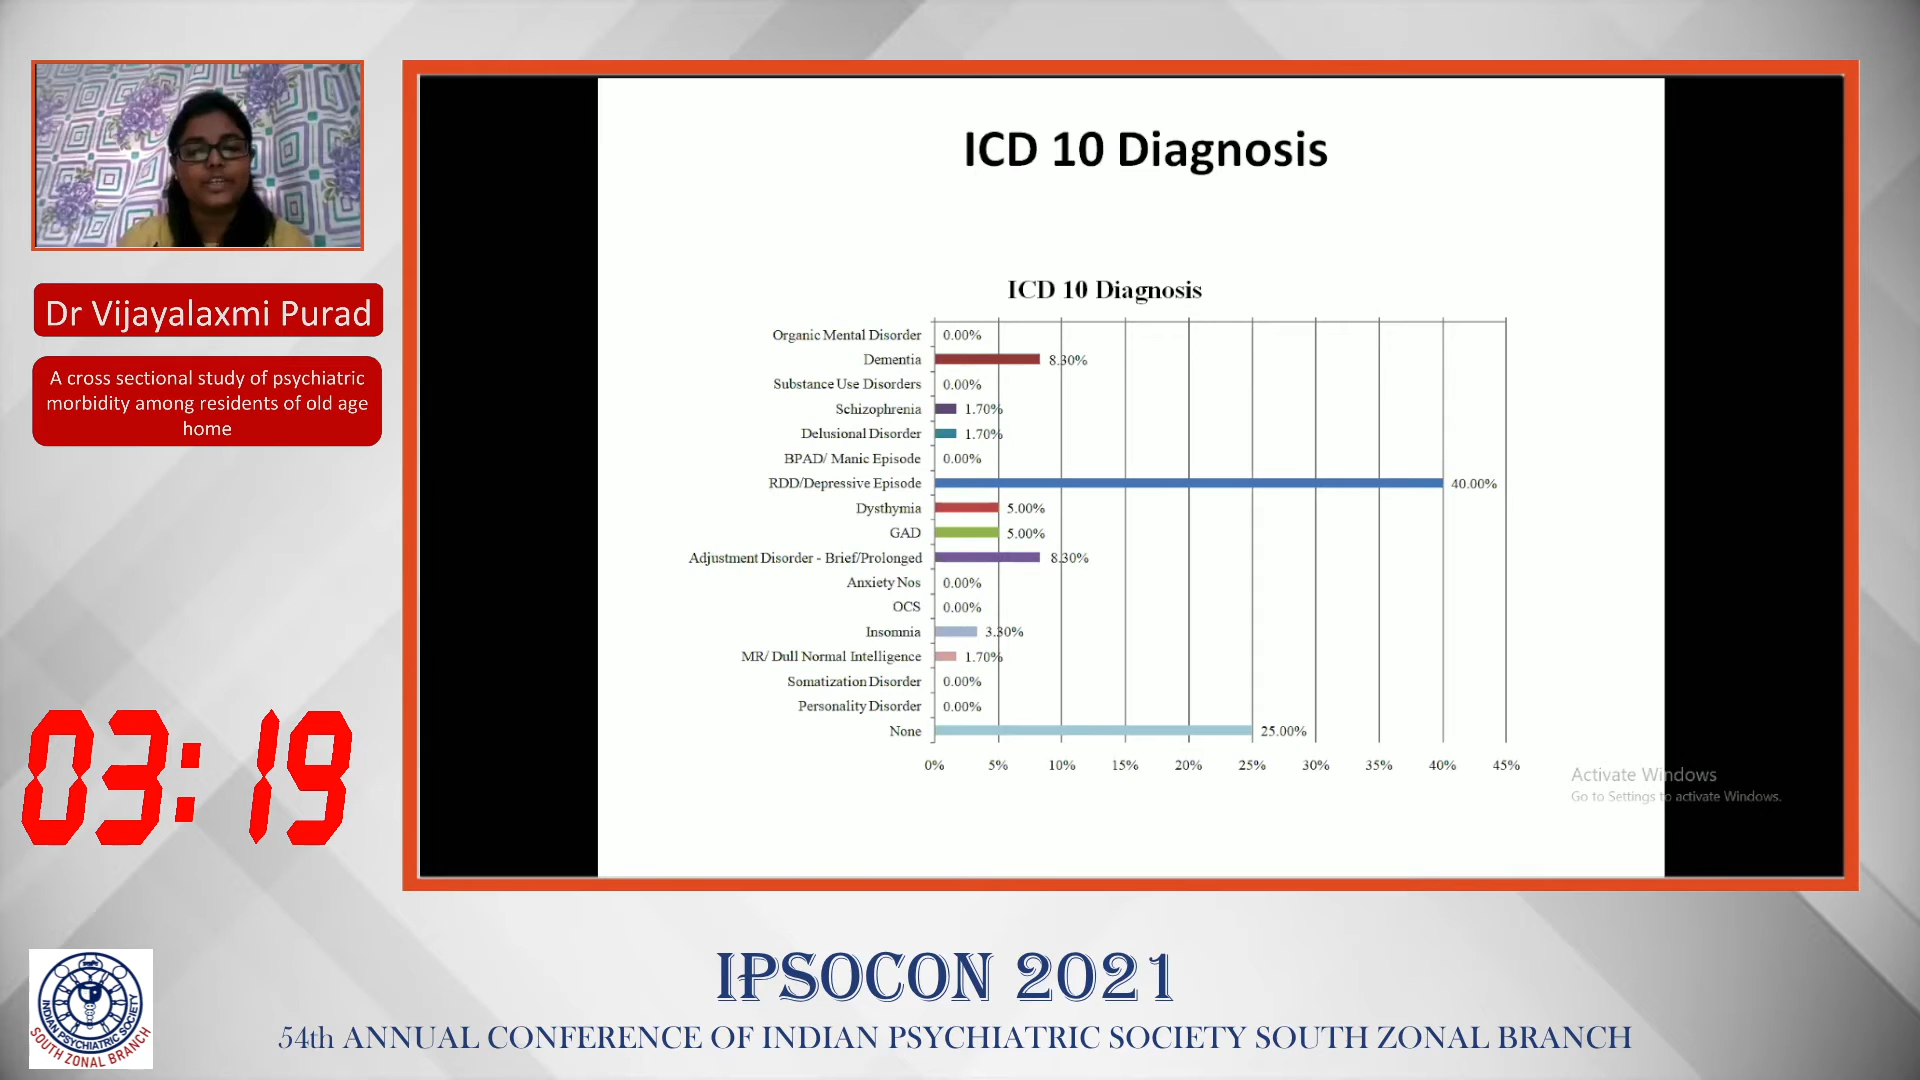 Dr Vijayalaxmi Purad
A cross sectional study of psychiatric
morbidity among residents of old age
home
03:19
ICD 10 Diagnosis
ICD 10 Diagnosis
Organic Mental Disorder 0.00%
Dementia 8.30%
Substance Use Disorders 0.00%
Schizophrenia 1.70%
Delusional Disorder 1.70%
BPAD/ Manic Episode 0.00%
RDD/Depressive Episode 40.00%
Dysthymia 5.00%
GAD 5.00%
Adjustment Disorder - Brief/Prolonged 8.30%
Anxiety Nos 0.00%
OCS 0.00%
Insomnia 3.30%
MR/ Dull Normal Intelligence 1.70%
Somatization Disorder 0.00%
Personality Disorder 0.00%
None 25.00%
0% 5% 10% 15% 20% 25% 30% 35% 40% 45%
Activate Windows
Go to Settings to activate Windows.
IPSOCON 2021
54th ANNUAL CONFERENCE OF INDIAN PSYCHIATRIC SOCIETY SOUTH ZONAL BRANCH
INDIAN PSYCHIATRIC SOCIETY
SOUTH ZONAL BRANCH